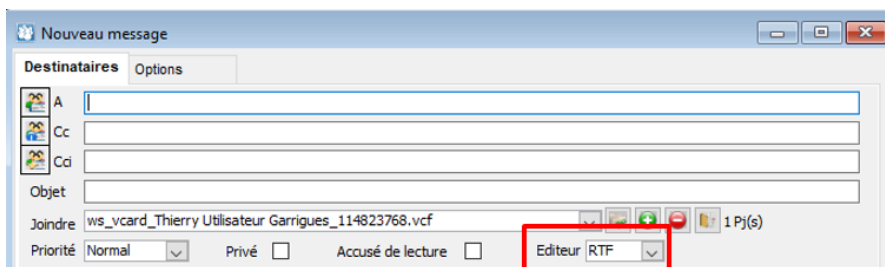 Nouveau message
Destinataires Options
A
Cc
Cci
Objet
Joindre ws_vcard_Thierry Utilisateur Garrigues_114823768.vcf 1 Pj(s)
Priorité Normal Privé Accusé de lecture Editeur RTF